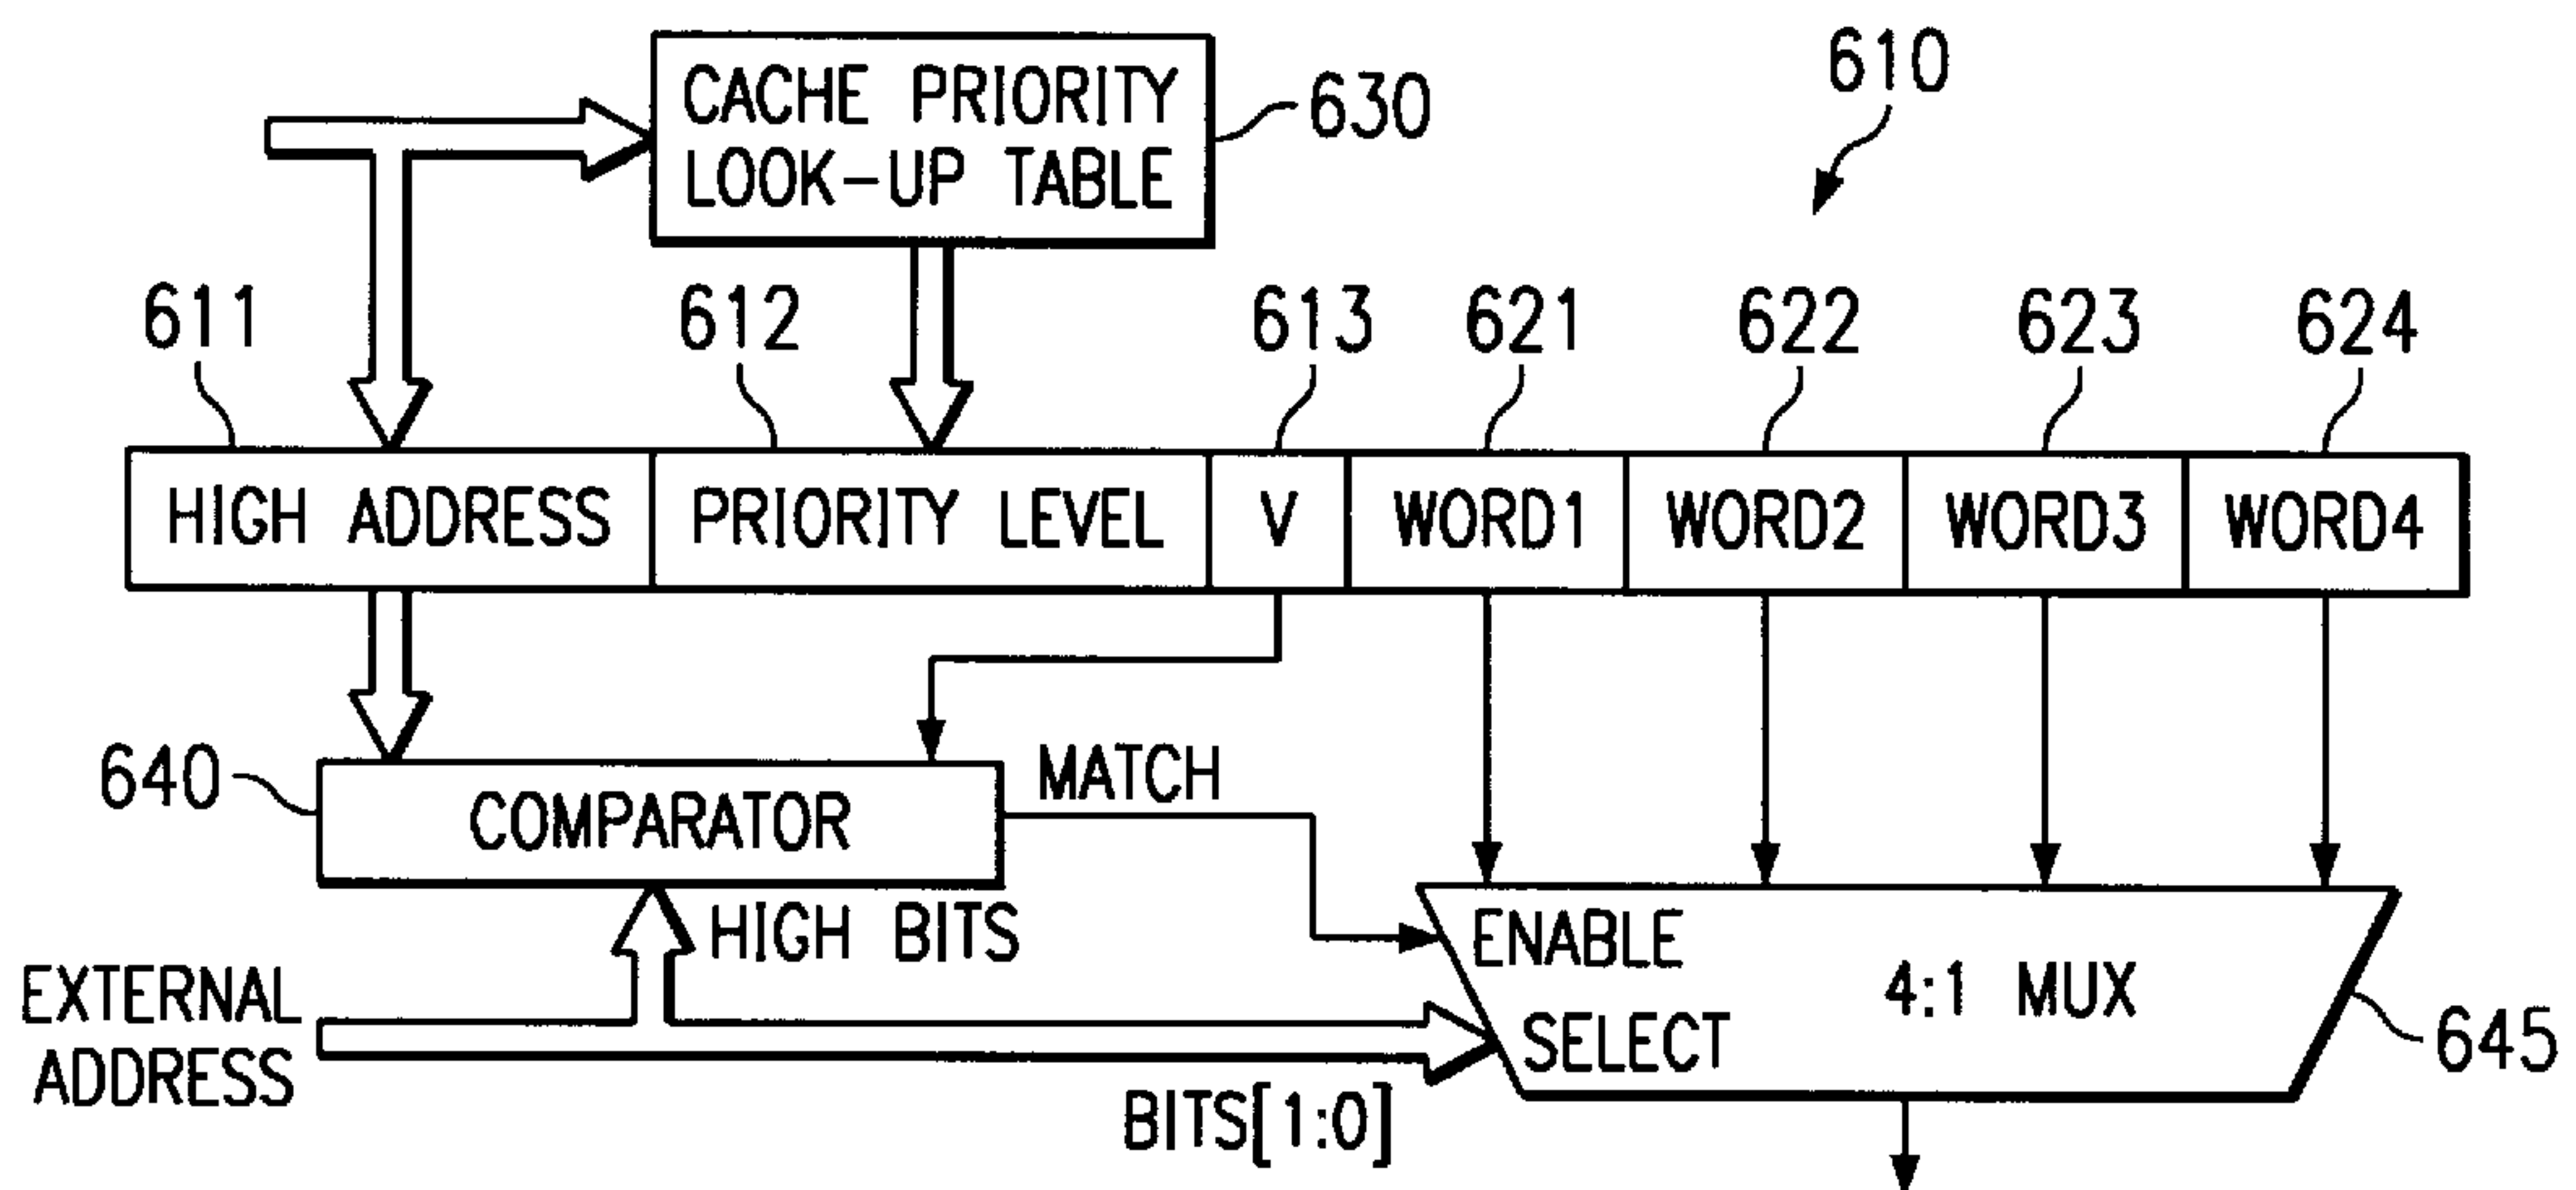 CACHE PRIORITY
LOOK-UP TABLE
630
610
611
612
613
621
622
623
624
HIGH ADDRESS
PRIORITY LEVEL
V
WORD1
WORD2
WORD3
WORD4
640
COMPARATOR
MATCH
HIGH BITS
EXTERNAL
ADDRESS
ENABLE
SELECT
4:1 MUX
645
BITS[1:0]